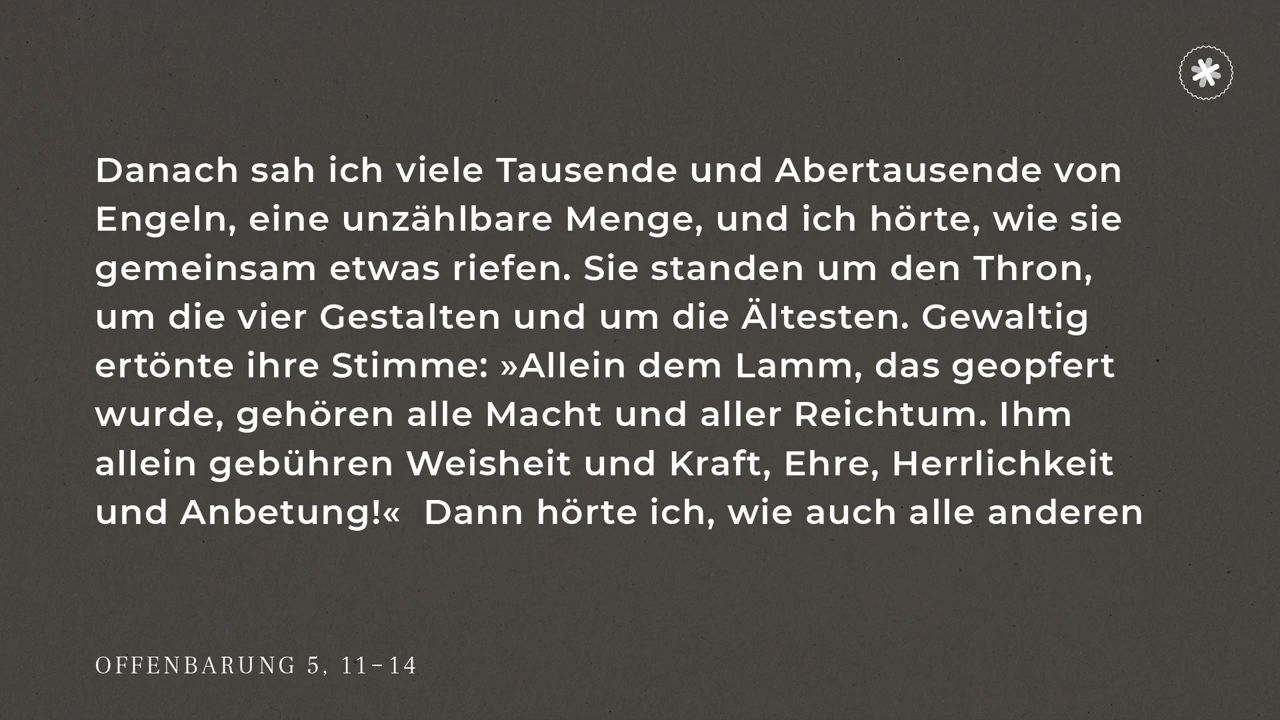 Danach sah ich viele Tausende und Abertausende von
Engeln, eine unzählbare Menge, und ich hörte, wie sie
gemeinsam etwas riefen. Sie standen um den Thron,
um die vier Gestalten und um die Ältesten. Gewaltig
ertönte ihre Stimme: »Allein dem Lamm, das geopfert
wurde, gehören alle Macht und aller Reichtum. Ihm
allein gebühren Weisheit und Kraft, Ehre, Herrlichkeit
und Anbetung!«  Dann hörte ich, wie auch alle anderen
OFFENBARUNG 5, 11–14